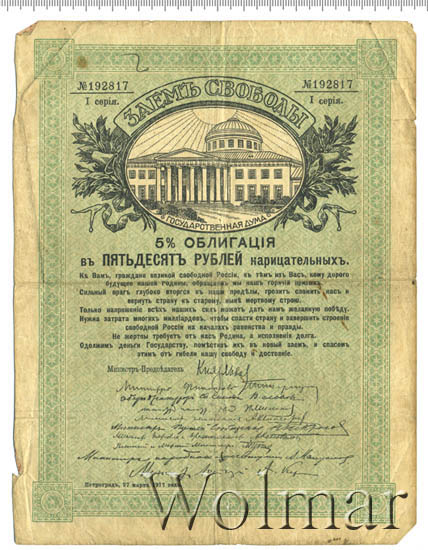 №192817 №192817
I серія. I серія.
ЗАЕМЪ СВОБОДЫ
ГОСУДАРСТВЕННАЯ ДУМА
5% ОБЛИГАЦІЯ
въ ПЯТЬДЕСЯТЪ РУБЛЕЙ нарицательныхъ.
Къ Вамъ, граждане великой свободной Россіи, къ тѣмъ изъ Васъ, кому дорого
будущее нашей Родины, обращаемъ мы нашъ горячій призывъ.
Сильный врагъ глубоко вторгся въ наши предѣлы, грозитъ сломить насъ и
вернуть страну къ старому, нынѣ мертвому строю.
Только напряженіе всѣхъ нашихъ силъ можетъ дать намъ желанную побѣду.
Нужна затрата многихъ милліардовъ, чтобы спасти страну и завершить строеніе
свободной Россіи на началахъ равенства и правды.
Не жертвы требуетъ отъ насъ Родина, а исполненія долга.
Одолжимъ деньги Государству, помѣстивъ ихъ въ новый заемъ, и спасемъ
этимъ отъ гибели нашу свободу и достояніе.
Министръ-Предсѣдатель Кн Львовъ
Петроградъ, 27 марта 1917 года.
Wolmar